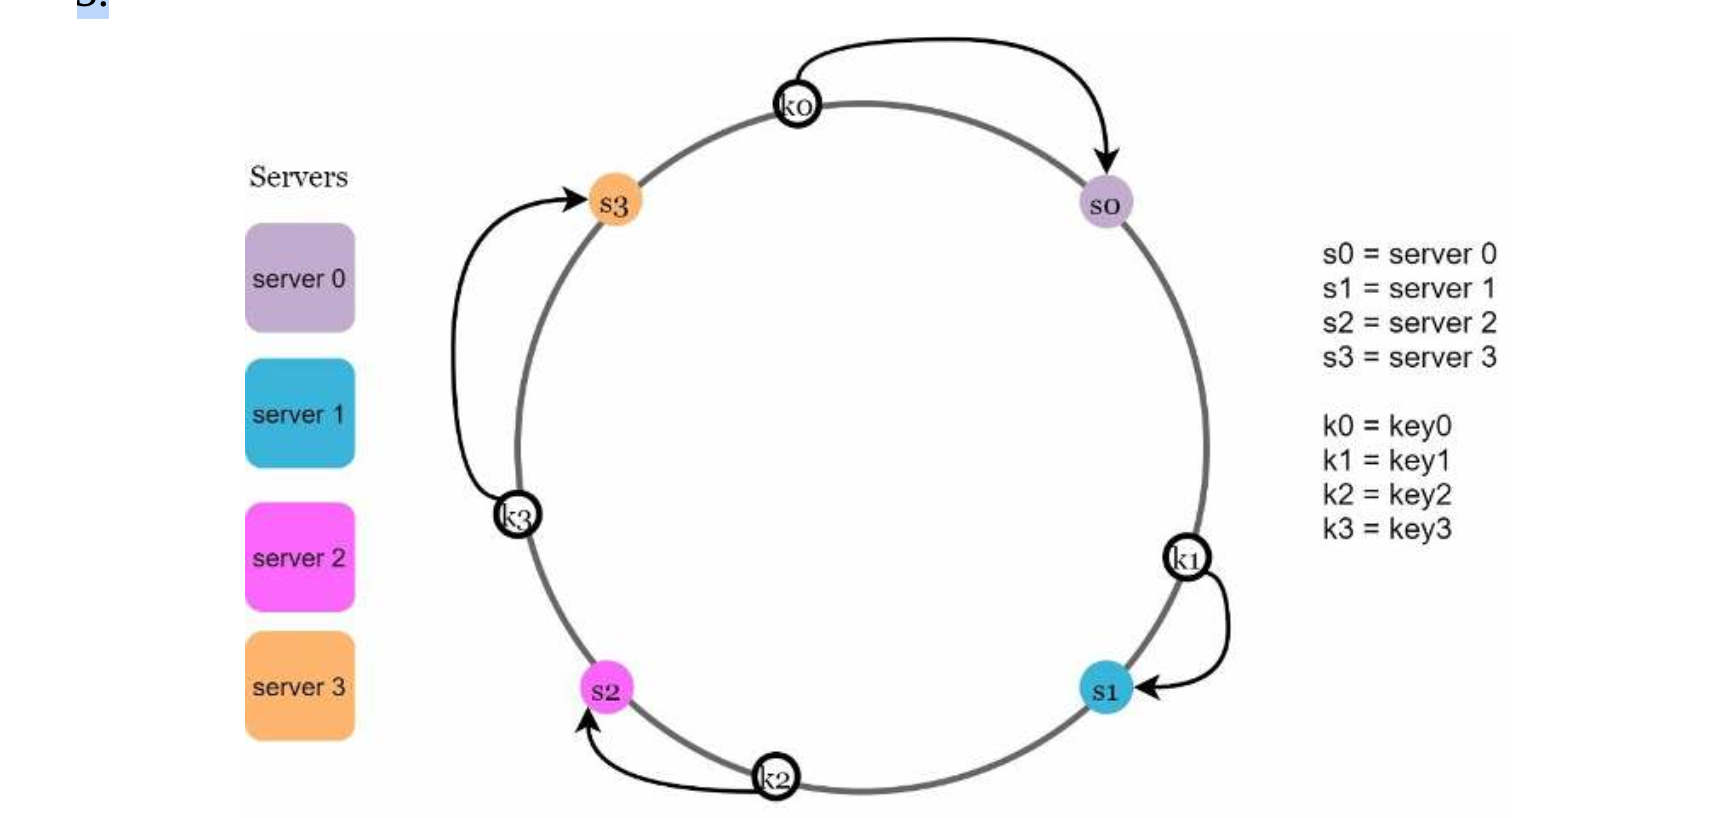 k0
Servers
s3
s0
server 0
s0 = server 0
s1 = server 1
s2 = server 2
s3 = server 3
server 1
k0 = key0
k1 = key1
k2 = key2
k3 = key3
k3
k1
server 2
server 3
s2
s1
k2